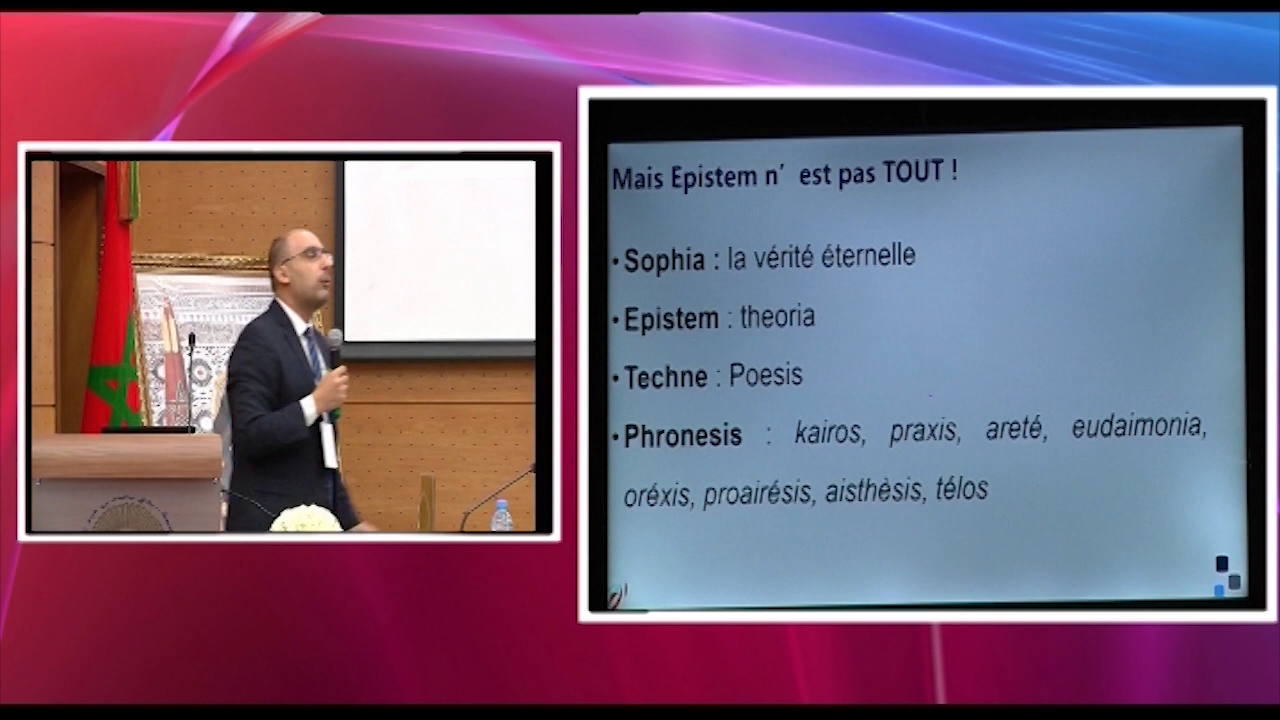 Mais Epistem n' est pas TOUT !
• Sophia : la vérité éternelle
• Epistem : theoria
• Techne : Poesis
• Phronesis : kairos, praxis, areté, eudaimonia,
oréxis, proairésis, aisthèsis, télos